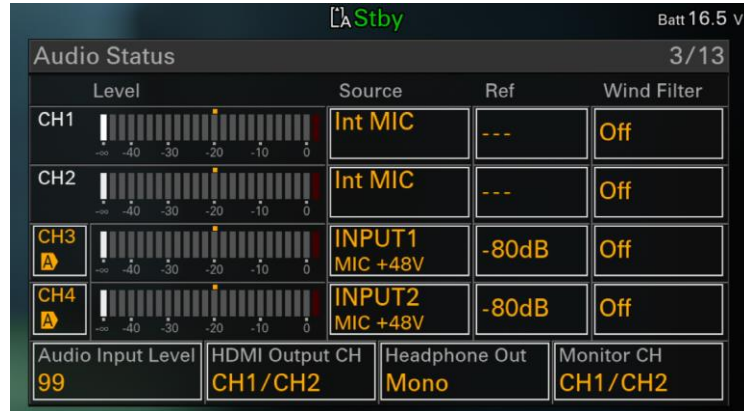 A Stby Batt 16.5 V
Audio Status 3/13
Level Source Ref Wind Filter
CH1 Int MIC --- Off
-∞ -40 -30 -20 -10 0
CH2 Int MIC --- Off
-∞ -40 -30 -20 -10 0
CH3 INPUT1 -80dB Off
A MIC +48V
-∞ -40 -30 -20 -10 0
CH4 INPUT2 -80dB Off
A MIC +48V
-∞ -40 -30 -20 -10 0
Audio Input Level HDMI Output CH Headphone Out Monitor CH
99 CH1/CH2 Mono CH1/CH2